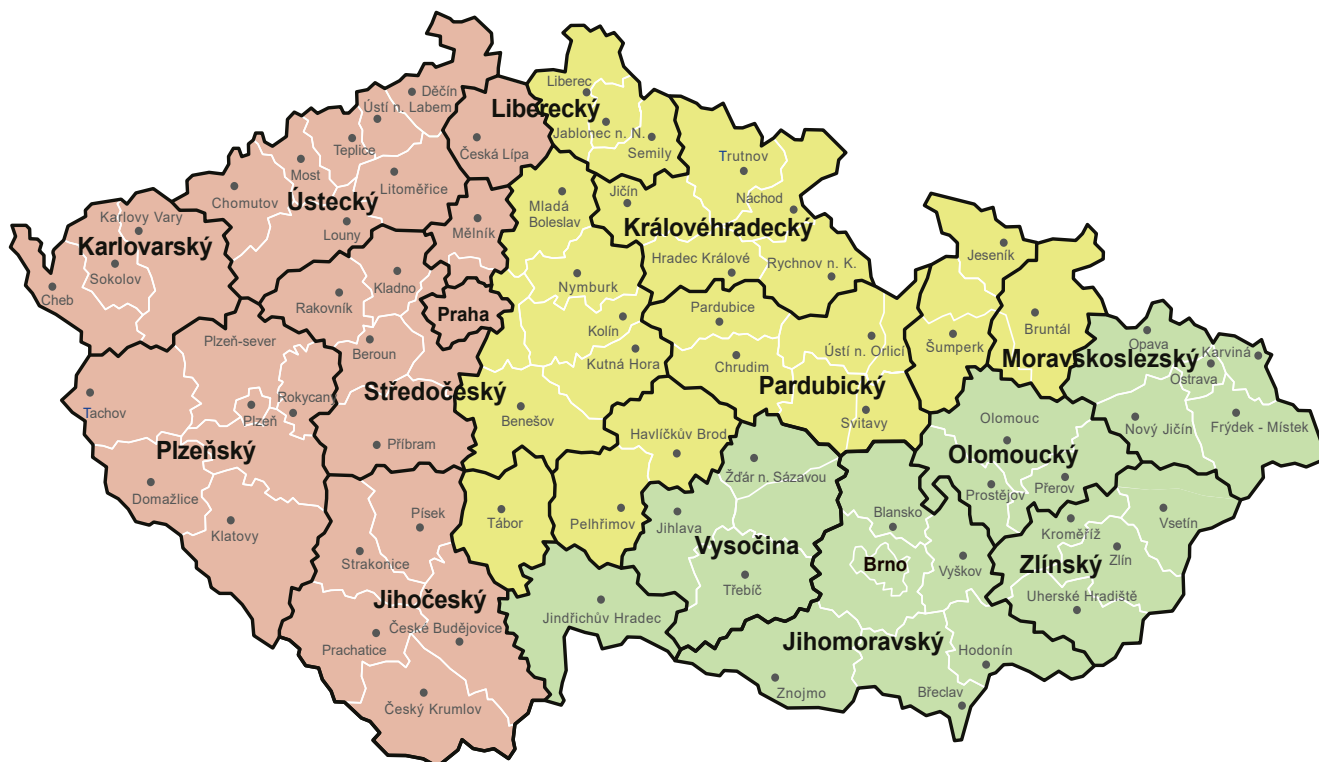 Děčín
Ústí n. Labem
Liberec
Liberecký
Teplice
Jablonec n. N.
Semily
Česká Lípa
Most
Trutnov
Chomutov
Litoměřice
Ústecký
Jičín
Náchod
Mladá
Boleslav
Karlovy Vary
Louny
Mělník
Královéhradecký
Karlovarský
Jeseník
Sokolov
Hradec Králové
Rychnov n. K.
Cheb
Kladno
Nymburk
Rakovník
Praha
Pardubice
Bruntál
Kolín
Plzeň-sever
Beroun
Ústí n. Orlicí
Šumperk
Opava
Karviná
Moravskoslezský
Ostrava
Kutná Hora
Chrudim
Pardubický
Středočeský
Rokycany
Benešov
Tachov
Plzeň
Svitavy
Olomouc
Nový Jičín
Frýdek - Místek
Příbram
Havlíčkův Brod
Plzeňský
Olomoucký
Žďár n. Sázavou
Domažlice
Prostějov
Přerov
Písek
Tábor
Pelhřimov
Jihlava
Blansko
Vsetín
Klatovy
Kroměříž
Vysočina
Strakonice
Brno
Vyškov
Zlín
Zlínský
Třebíč
Uherské Hradiště
Jihočeský
Jindřichův Hradec
České Budějovice
Jihomoravský
Prachatice
Hodonín
Znojmo
Břeclav
Český Krumlov